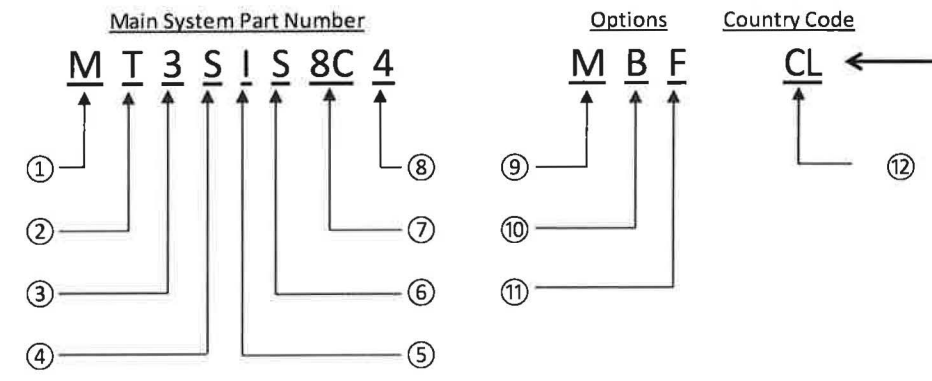 Main System Part Number Options Country Code
M T 3 S I S 8C 4 M B F CL
① ⑧ ⑨ ⑫
② ⑦ ⑩
③ ⑥ ⑪
④ ⑤